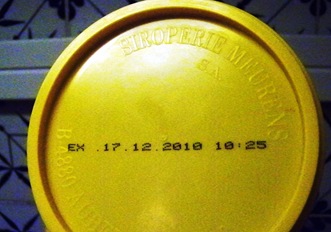 SIROPERIE MEURENS
S.A.
EX .17.12.2010 10:25